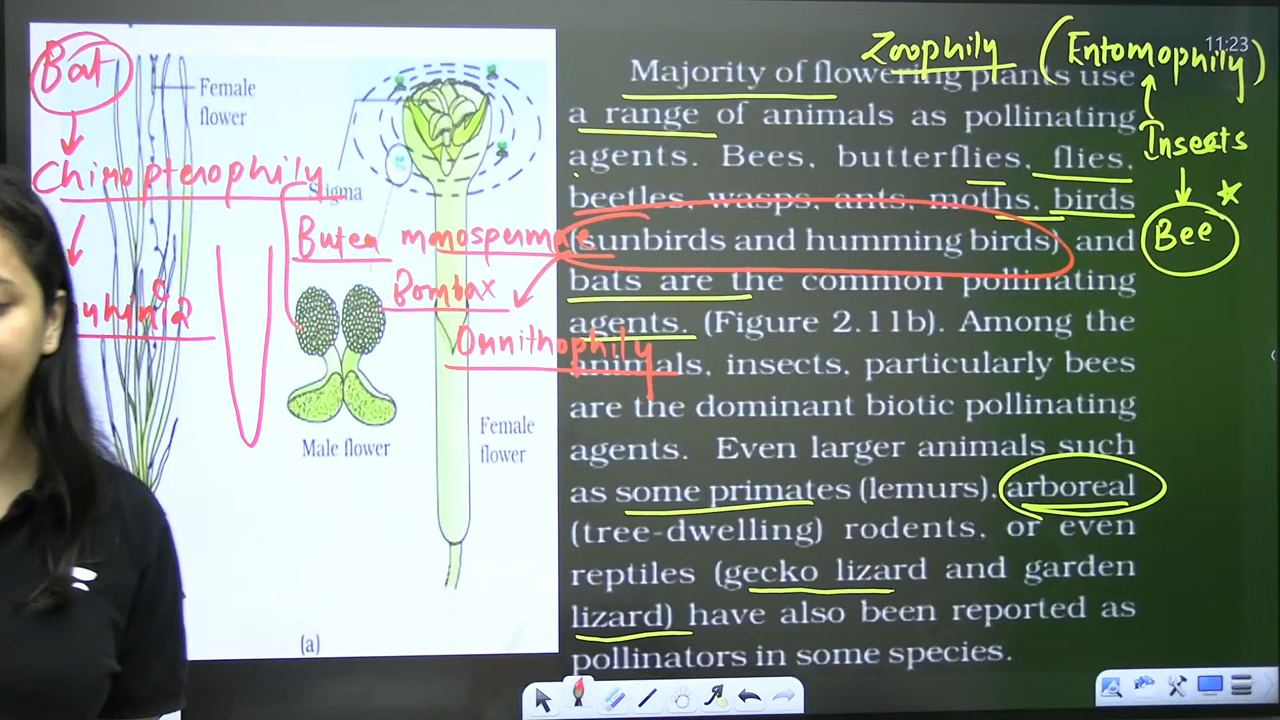 11:23
Zoophily (Entomophily)
Insects
Bee
Bat
Chiropterophily
Butea monosperma
Bombax
Ornithophily
Female
flower
Stigma
Male flower
Female
flower
(a)
Majority of flowering plants use
a range of animals as pollinating
agents. Bees, butterflies, flies,
beetles, wasps, ants, moths, birds
(sunbirds and humming birds) and
bats are the common pollinating
agents. (Figure 2.11b). Among the
animals, insects, particularly bees
are the dominant biotic pollinating
agents. Even larger animals such
as some primates (lemurs), arboreal
(tree-dwelling) rodents, or even
reptiles (gecko lizard and garden
lizard) have also been reported as
pollinators in some species.